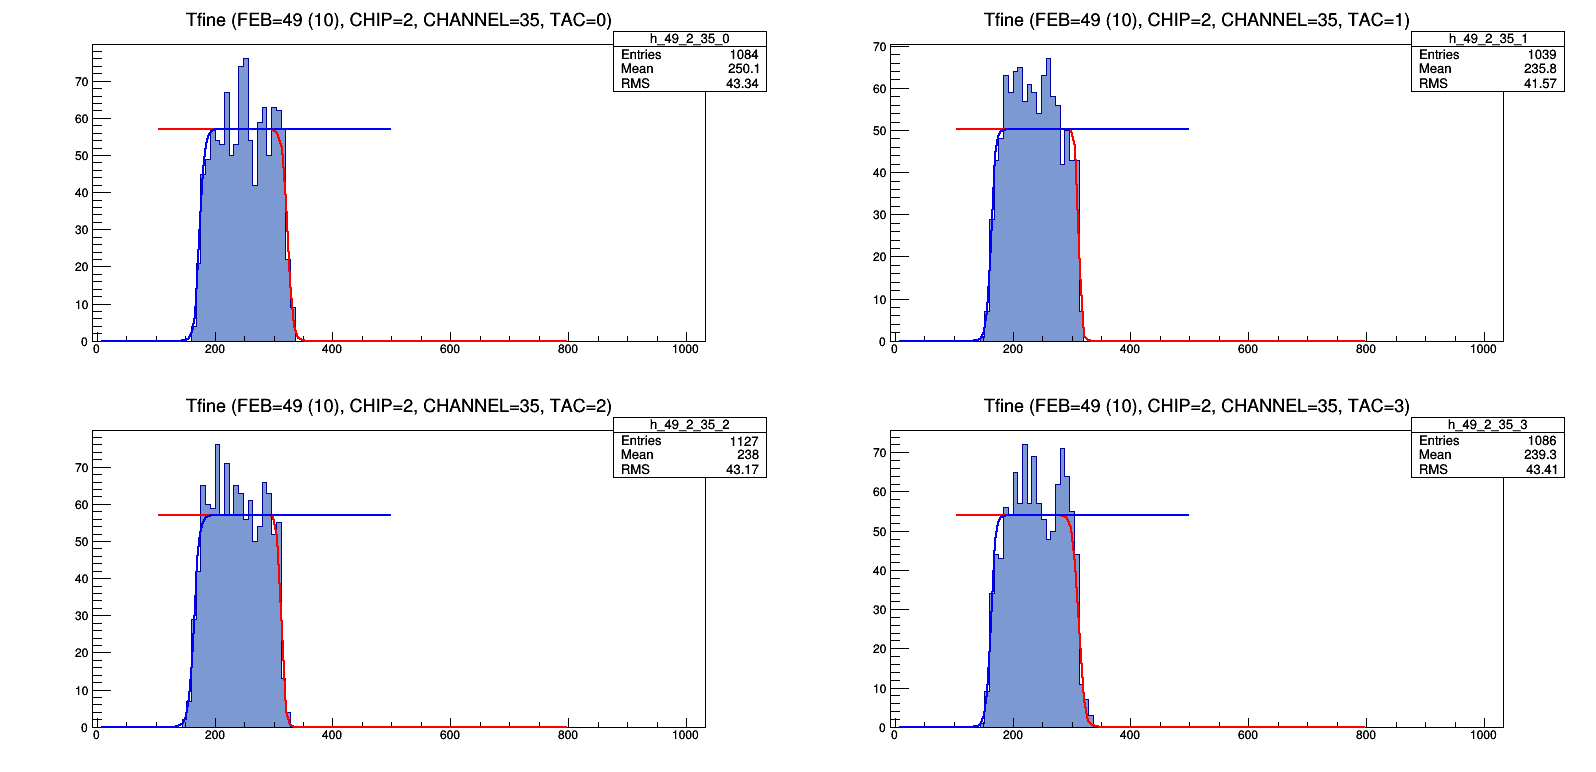 Tfine (FEB=49 (10), CHIP=2, CHANNEL=35, TAC=0)
h_49_2_35_0
Entries 1084
Mean 250.1
RMS 43.34
70
60
50
40
30
20
10
0
0 200 400 600 800 1000
Tfine (FEB=49 (10), CHIP=2, CHANNEL=35, TAC=1)
h_49_2_35_1
Entries 1039
Mean 235.8
RMS 41.57
70
60
50
40
30
20
10
0
0 200 400 600 800 1000
Tfine (FEB=49 (10), CHIP=2, CHANNEL=35, TAC=2)
h_49_2_35_2
Entries 1127
Mean 238
RMS 43.17
70
60
50
40
30
20
10
0
0 200 400 600 800 1000
Tfine (FEB=49 (10), CHIP=2, CHANNEL=35, TAC=3)
h_49_2_35_3
Entries 1086
Mean 239.3
RMS 43.41
70
60
50
40
30
20
10
0
0 200 400 600 800 1000